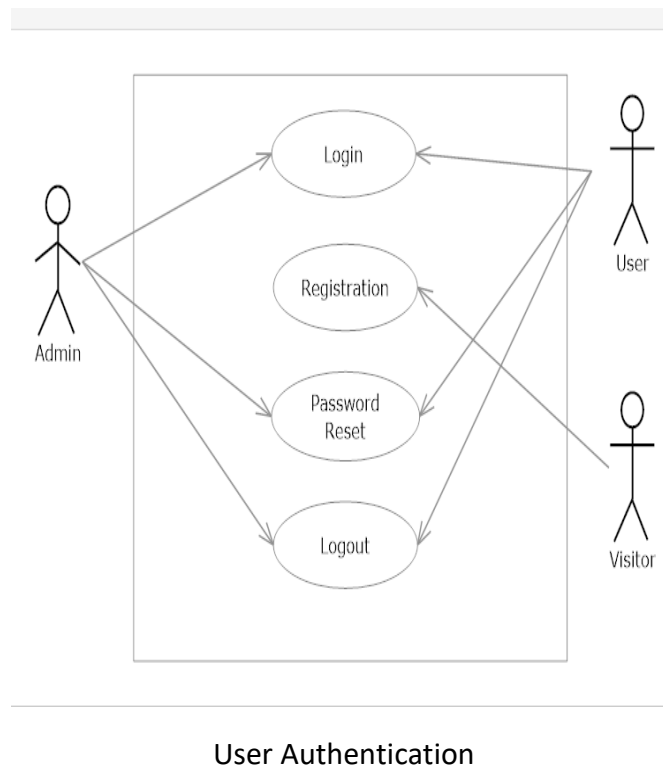 Login
User
Registration
Admin
Password
Reset
Logout
Visitor
User Authentication